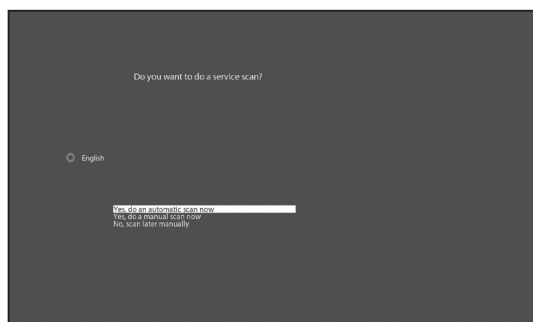 Do you want to do a service scan?
English
Yes, do an automatic scan now
Yes, do a manual scan now
No, scan later manually